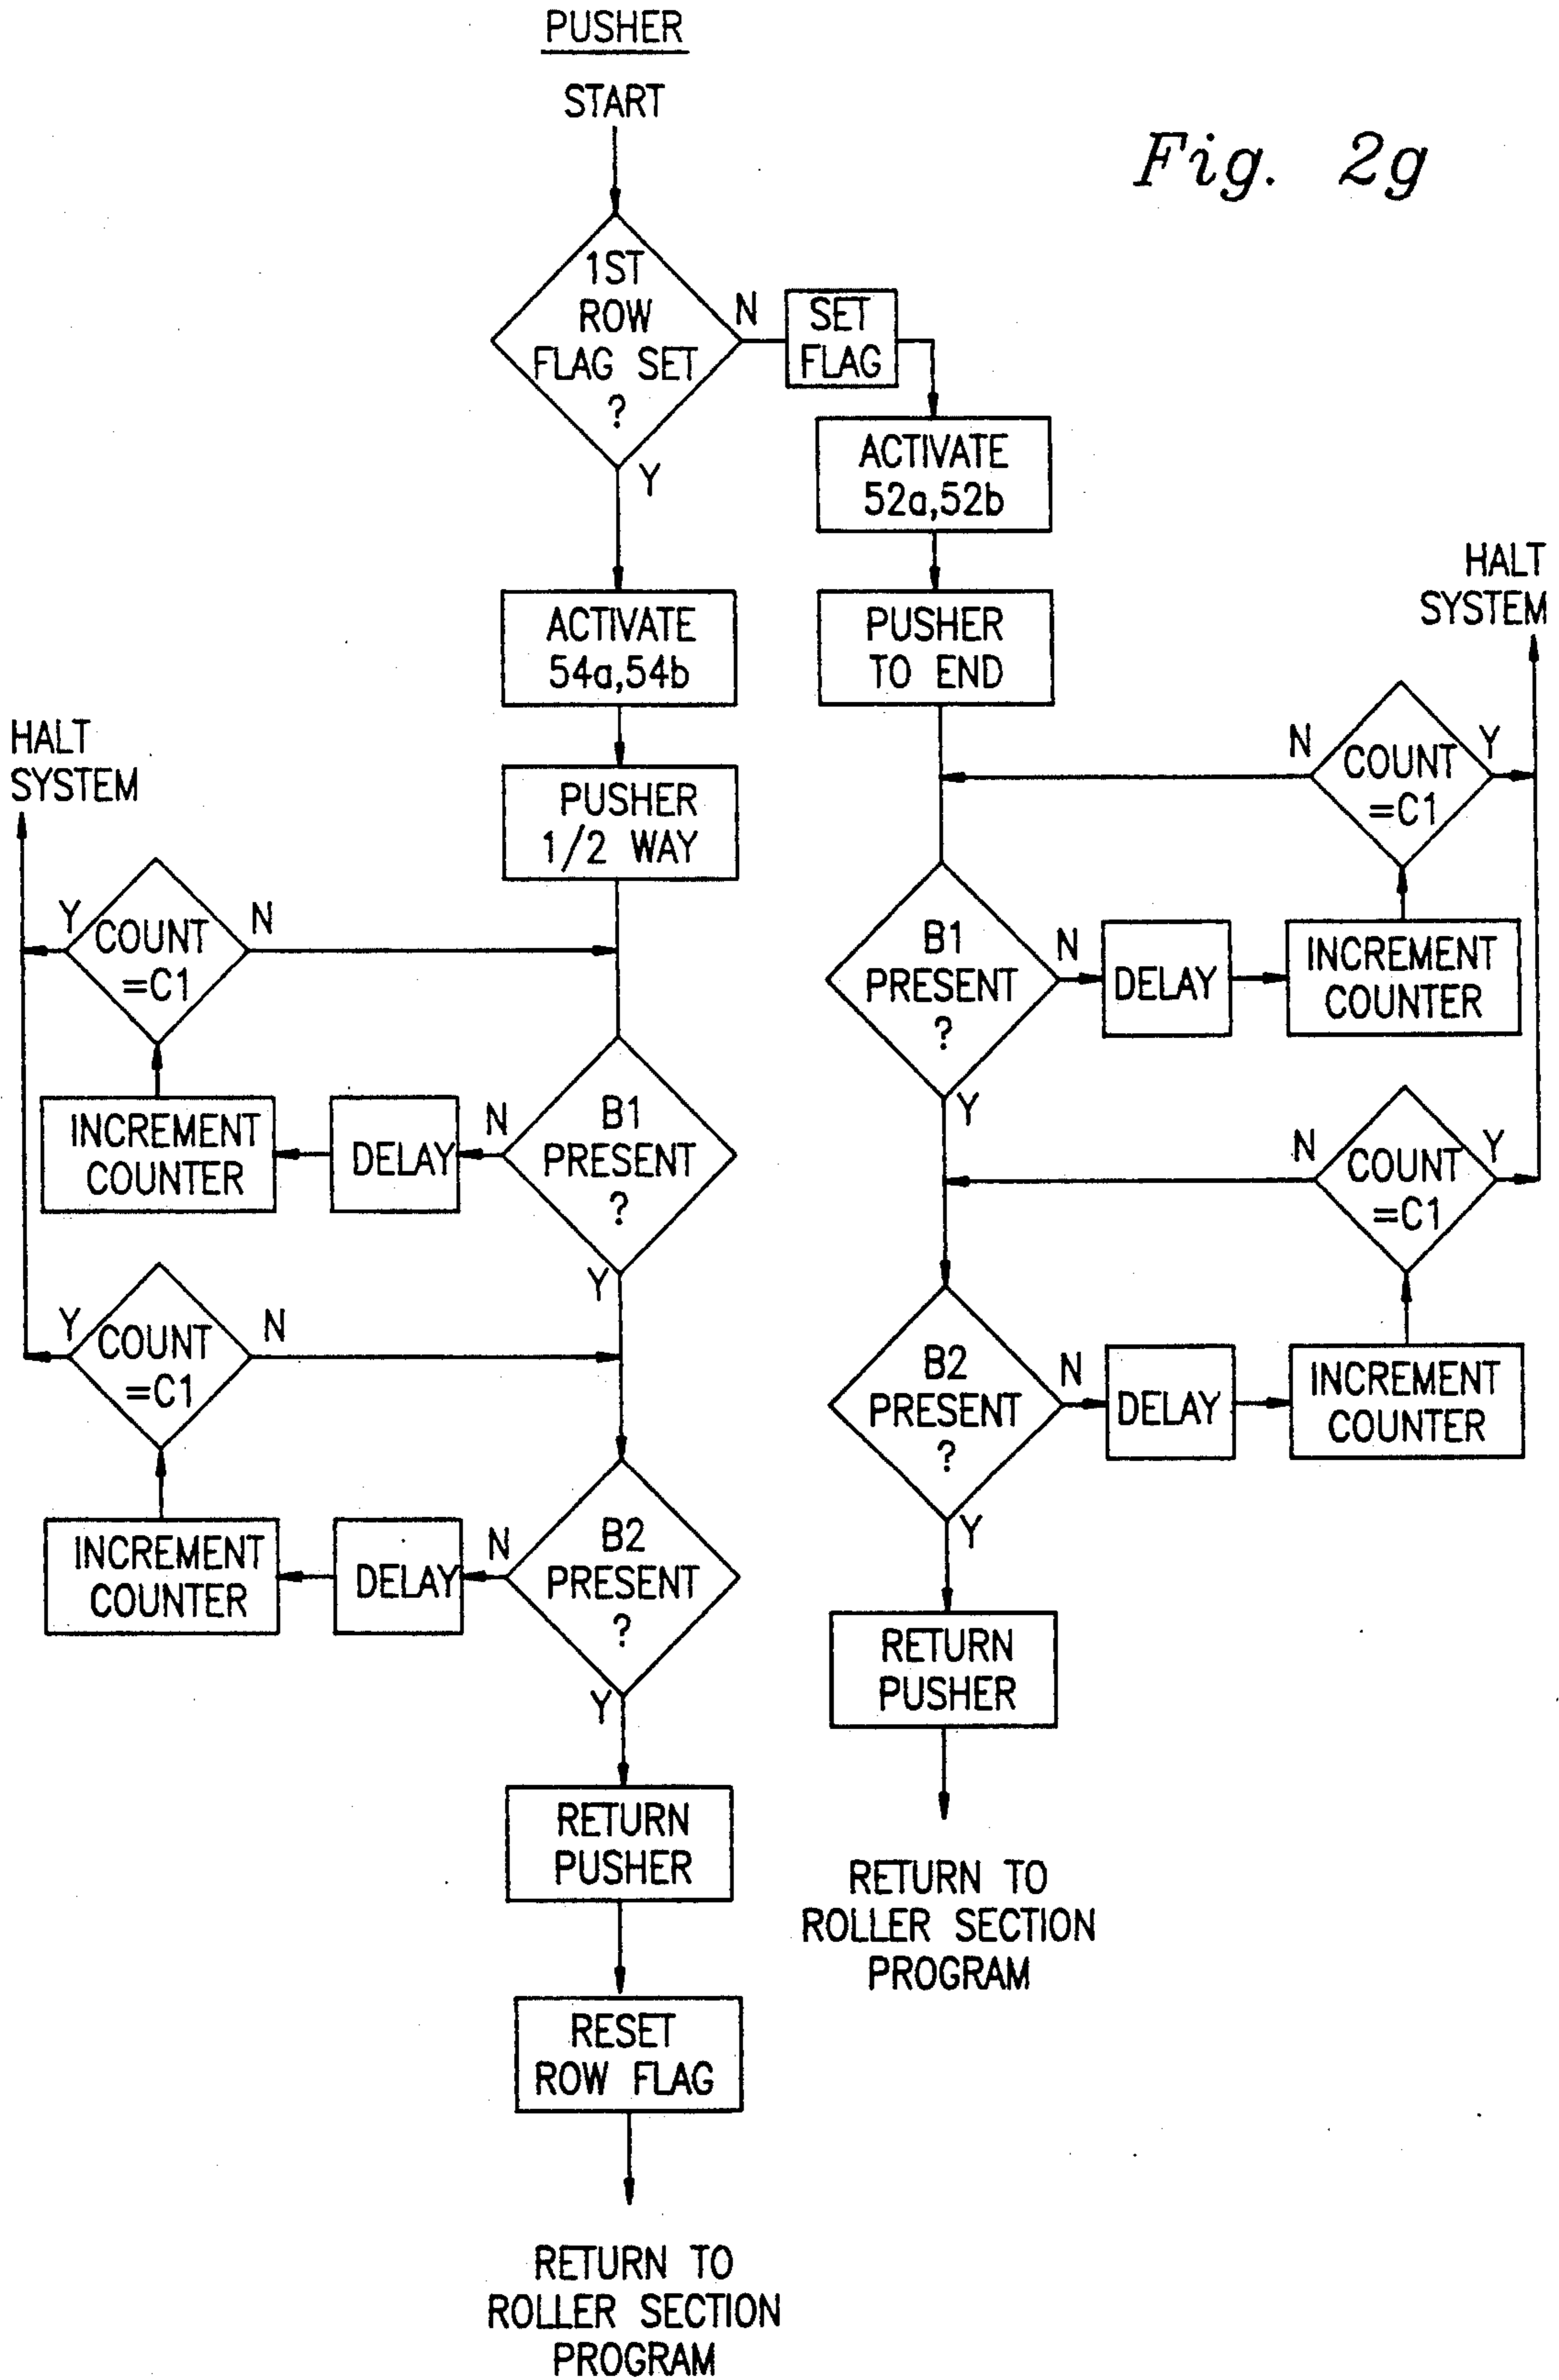 PUSHER
START
Fig. 2g
1ST
ROW
FLAG SET
?
N
SET
FLAG
Y
ACTIVATE
52a,52b
ACTIVATE
54a,54b
PUSHER
TO END
HALT
SYSTEM
PUSHER
1/2 WAY
HALT
SYSTEM
N
COUNT
=C1
Y
Y
COUNT
=C1
N
B1
PRESENT
?
N
DELAY
INCREMENT
COUNTER
Y
INCREMENT
COUNTER
DELAY
N
B1
PRESENT
?
Y
N
COUNT
=C1
Y
Y
COUNT
=C1
N
B2
PRESENT
?
N
DELAY
INCREMENT
COUNTER
Y
INCREMENT
COUNTER
DELAY
N
B2
PRESENT
?
Y
RETURN
PUSHER
RETURN TO
ROLLER SECTION
PROGRAM
RETURN
PUSHER
RESET
ROW FLAG
RETURN TO
ROLLER SECTION
PROGRAM